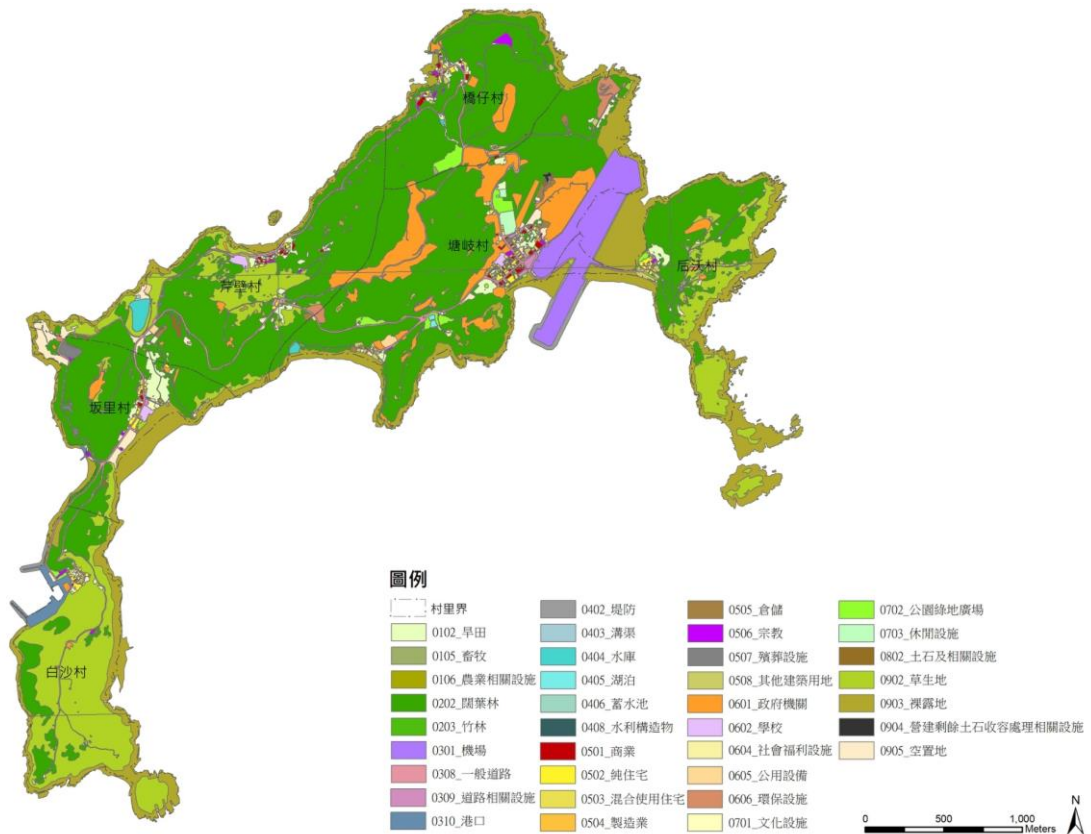 橋仔村
塘岐村
后沃村
芹壁村
坂里村
白沙村
圖例
村里界
0102_旱田
0105_畜牧
0106_農業相關設施
0202_闊葉林
0203_竹林
0301_機場
0308_一般道路
0309_道路相關設施
0310_港口
0402_堤防
0403_溝渠
0404_水庫
0405_湖泊
0406_蓄水池
0408_水利構造物
0501_商業
0502_純住宅
0503_混合使用住宅
0504_製造業
0505_倉儲
0506_宗教
0507_殯葬設施
0508_其他建築用地
0601_政府機關
0602_學校
0604_社會福利設施
0605_公用設備
0606_環保設施
0701_文化設施
0702_公園綠地廣場
0703_休閒設施
0802_土石及相關設施
0902_草生地
0903_裸露地
0904_營建剩餘土石收容處理相關設施
0905_空置地
N
0 500 1,000
Meters